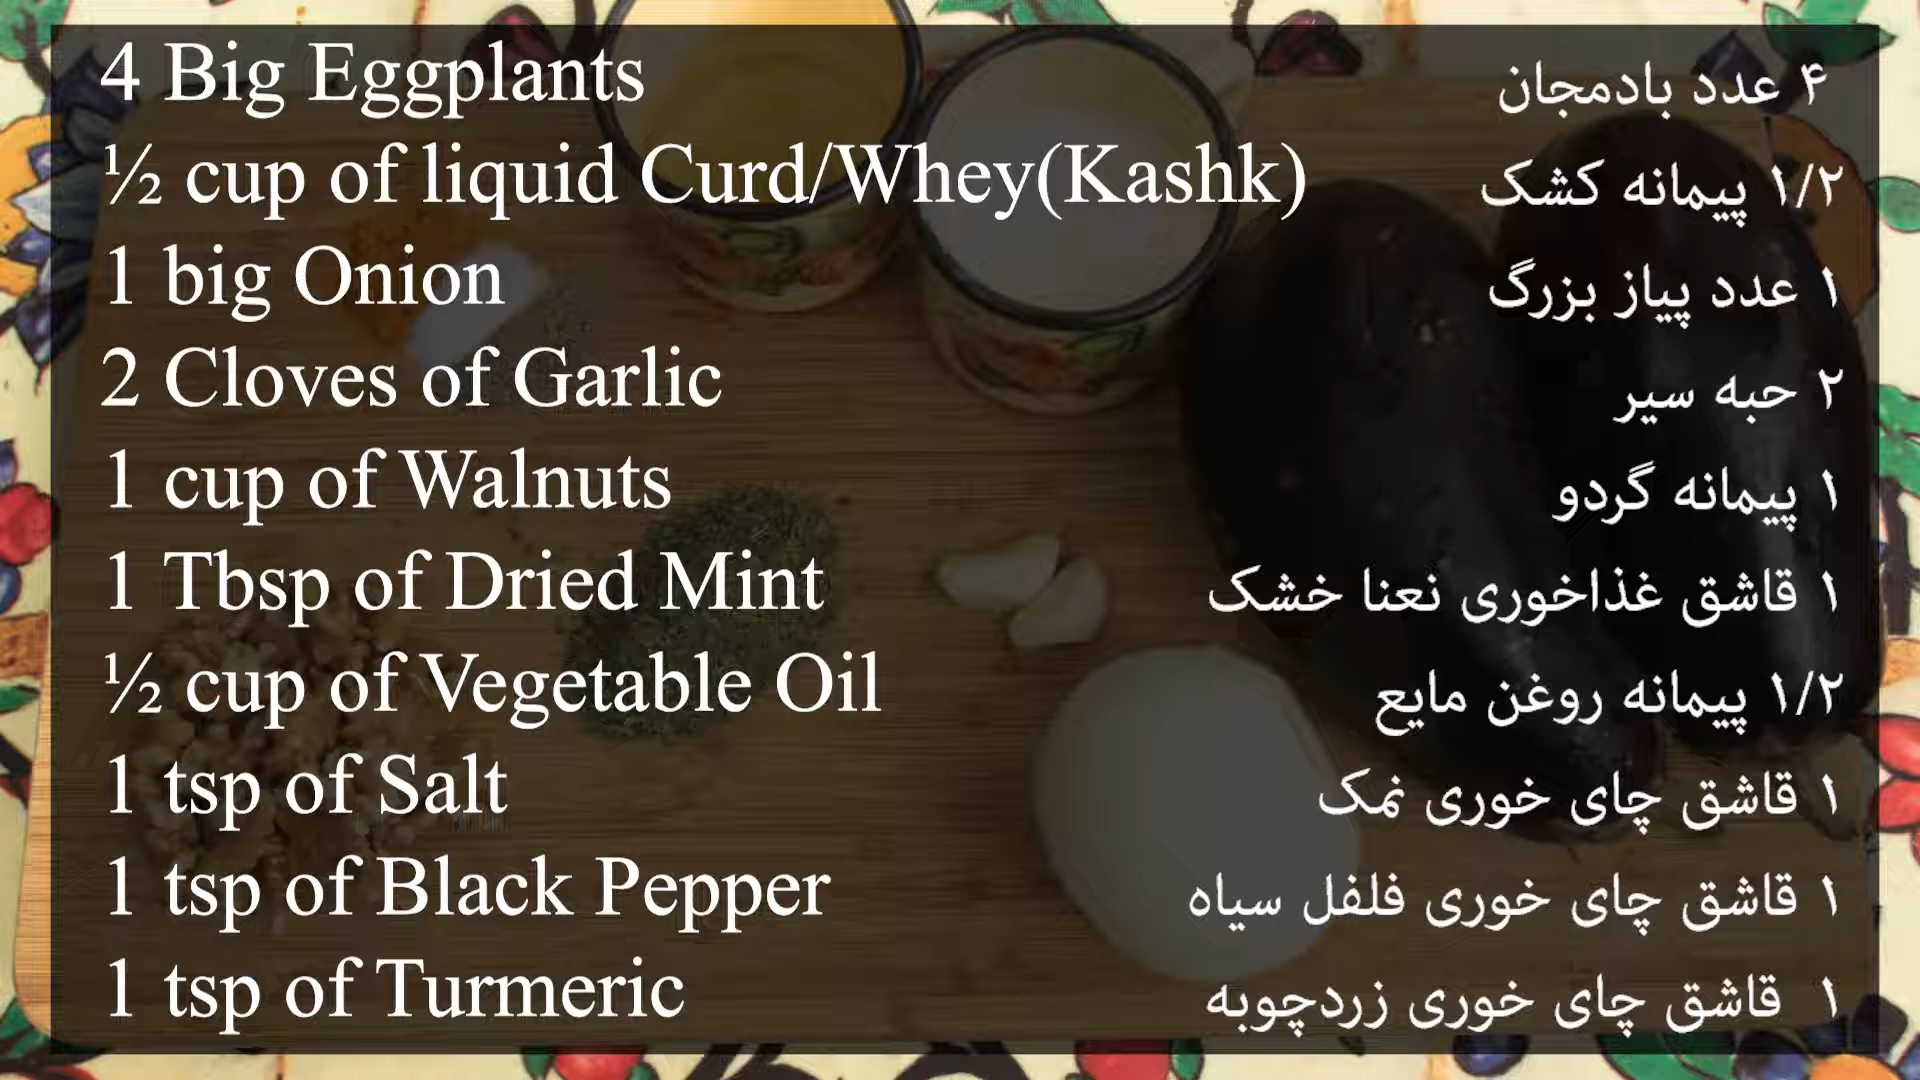 4 Big Eggplants
۴ عدد بادمجان
½ cup of liquid Curd/Whey(Kashk)
۱/۲ پیمانه کشک
1 big Onion
۱ عدد پیاز بزرگ
2 Cloves of Garlic
۲ حبه سیر
1 cup of Walnuts
۱ پیمانه گردو
1 Tbsp of Dried Mint
۱ قاشق غذاخوری نعنا خشک
½ cup of Vegetable Oil
۱/۲ پیمانه روغن مایع
1 tsp of Salt
۱ قاشق چای خوری نمک
1 tsp of Black Pepper
۱ قاشق چای خوری فلفل سیاه
1 tsp of Turmeric
۱ قاشق چای خوری زردچوبه